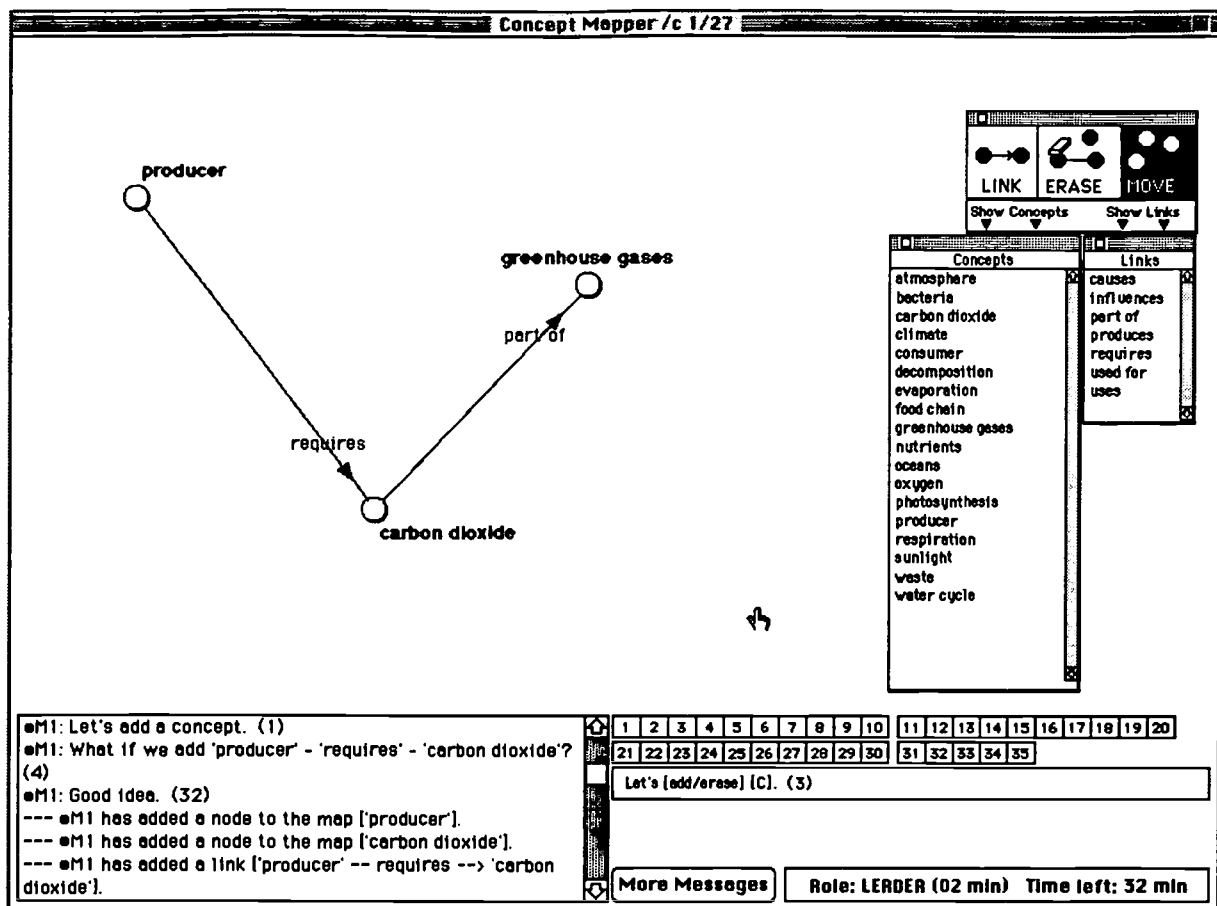 Concept Mapper /c 1/27
producer
greenhouse gases
part of
requires
carbon dioxide
LINK
ERASE
MOVE
Show Concepts
Show Links
Concepts
atmosphere
bacteria
carbon dioxide
climate
consumer
decomposition
evaporation
food chain
greenhouse gases
nutrients
oceans
oxygen
photosynthesis
producer
respiration
sunlight
waste
water cycle
Links
causes
influences
part of
produces
requires
used for
uses
●M1: Let's add a concept. (1)
●M1: What if we add 'producer' - 'requires' - 'carbon dioxide'?
(4)
●M1: Good idea. (32)
--- ●M1 has added a node to the map ['producer'].
--- ●M1 has added a node to the map ['carbon dioxide'].
--- ●M1 has added a link ['producer' -- requires --> 'carbon
dioxide'].
1 2 3 4 5 6 7 8 9 10 11 12 13 14 15 16 17 18 19 20
21 22 23 24 25 26 27 28 29 30 31 32 33 34 35
Let's [add/erase] [C]. (3)
More Messages
Role: LERDER (02 min) Time left: 32 min